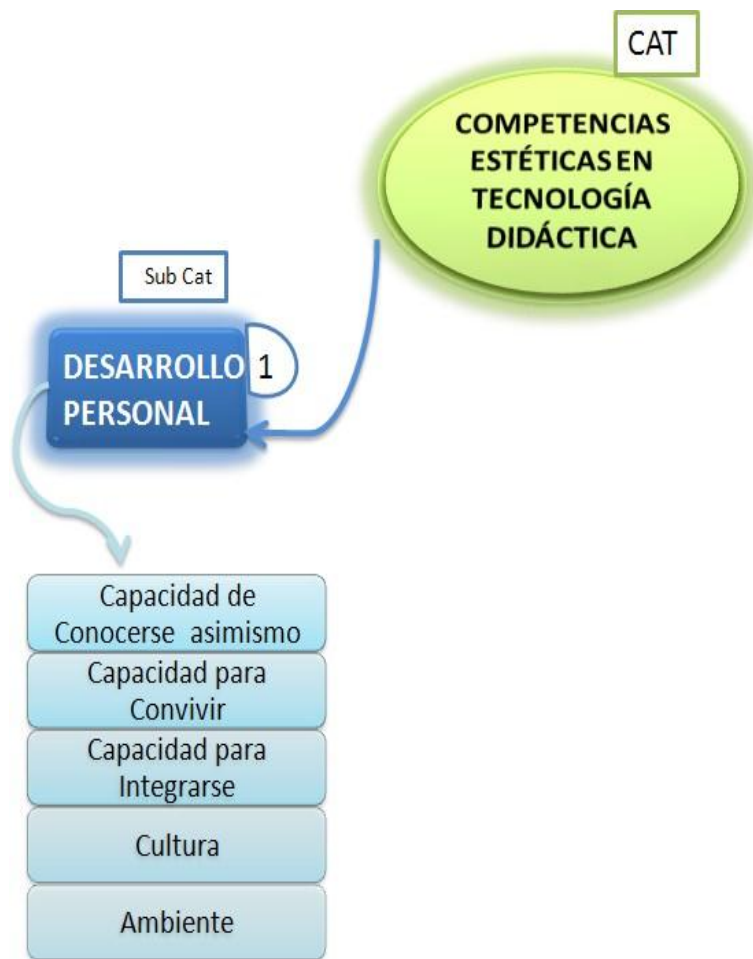 CAT
COMPETENCIAS
ESTÉTICAS EN
TECNOLOGÍA
DIDÁCTICA
Sub Cat
DESARROLLO
PERSONAL
1
Capacidad de
Conocerse asimismo
Capacidad para
Convivir
Capacidad para
Integrarse
Cultura
Ambiente